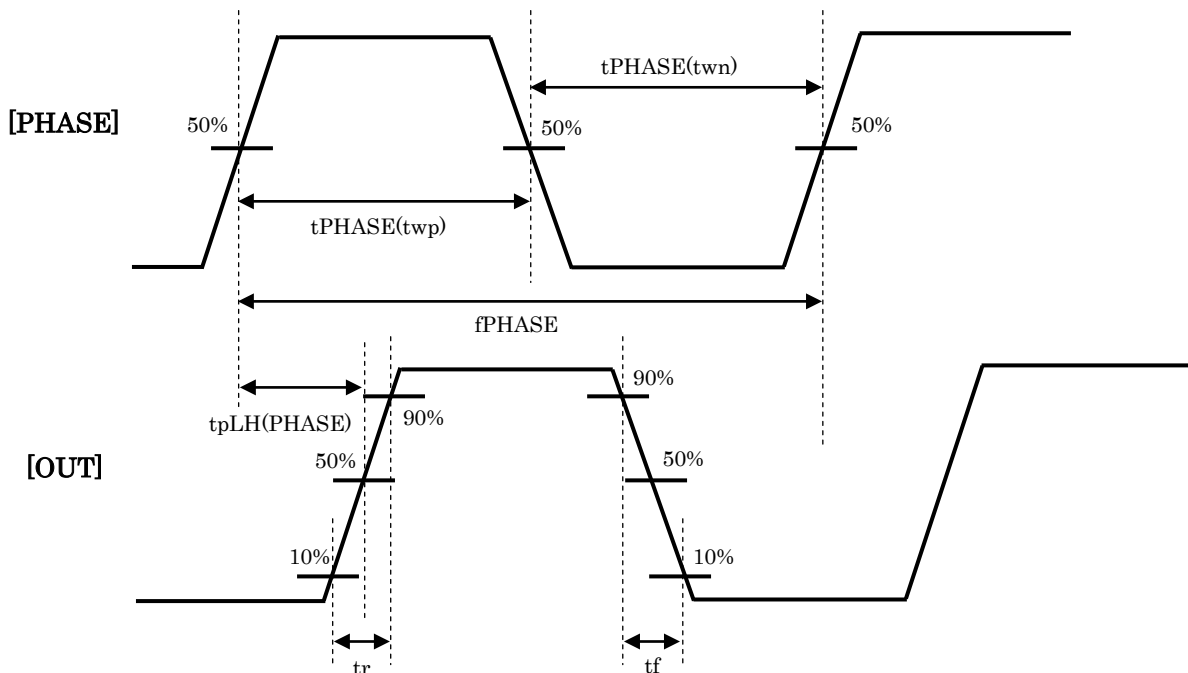 tPHASE(twn)
[PHASE]
50%
50%
50%
tPHASE(twp)
fPHASE
90%
tpLH(PHASE)
90%
[OUT]
50%
50%
10%
10%
tr
tf